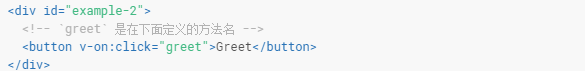 <div id="example-2">
  <!-- `greet` 是在下面定义的方法名 -->
  <button v-on:click="greet">Greet</button>
</div>